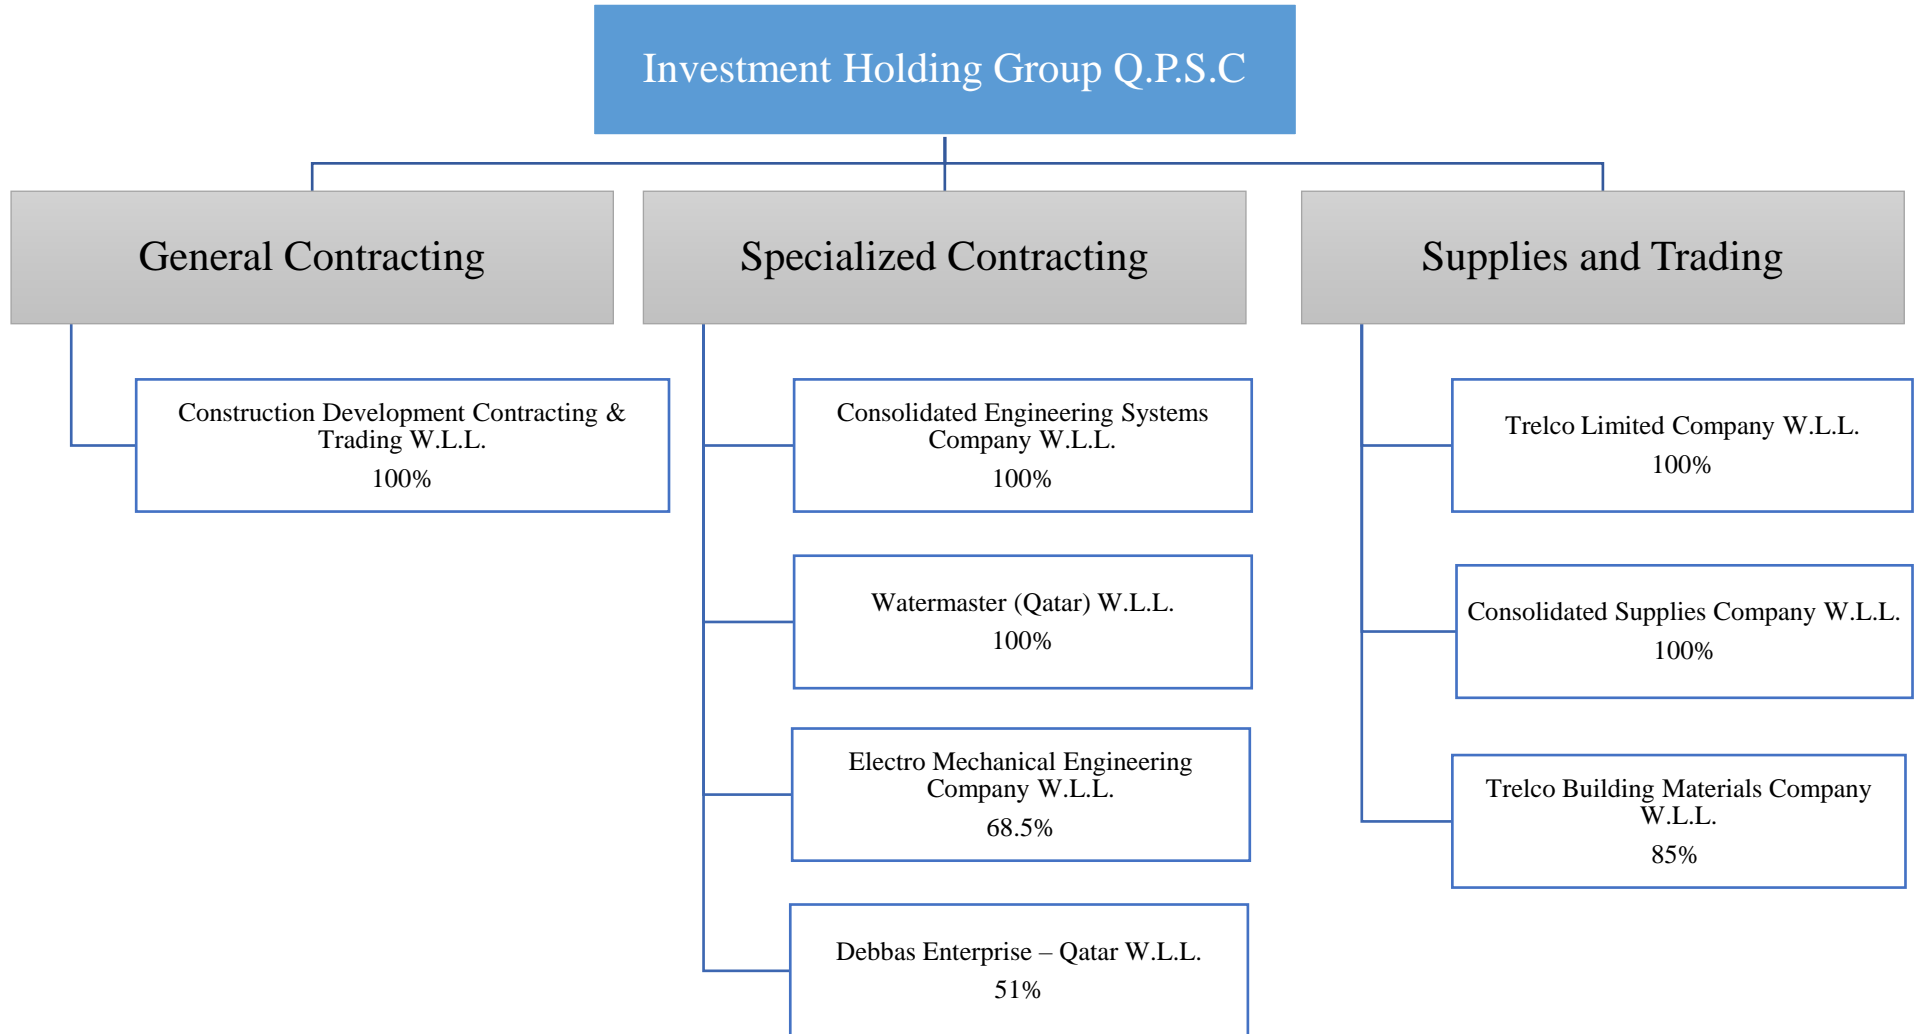 Investment Holding Group Q.P.S.C
General Contracting
Specialized Contracting
Supplies and Trading
Construction Development Contracting &
Trading W.L.L.
100%
Consolidated Engineering Systems
Company W.L.L.
100%
Watermaster (Qatar) W.L.L.
100%
Electro Mechanical Engineering
Company W.L.L.
68.5%
Debbas Enterprise – Qatar W.L.L.
51%
Trelco Limited Company W.L.L.
100%
Consolidated Supplies Company W.L.L.
100%
Trelco Building Materials Company
W.L.L.
85%